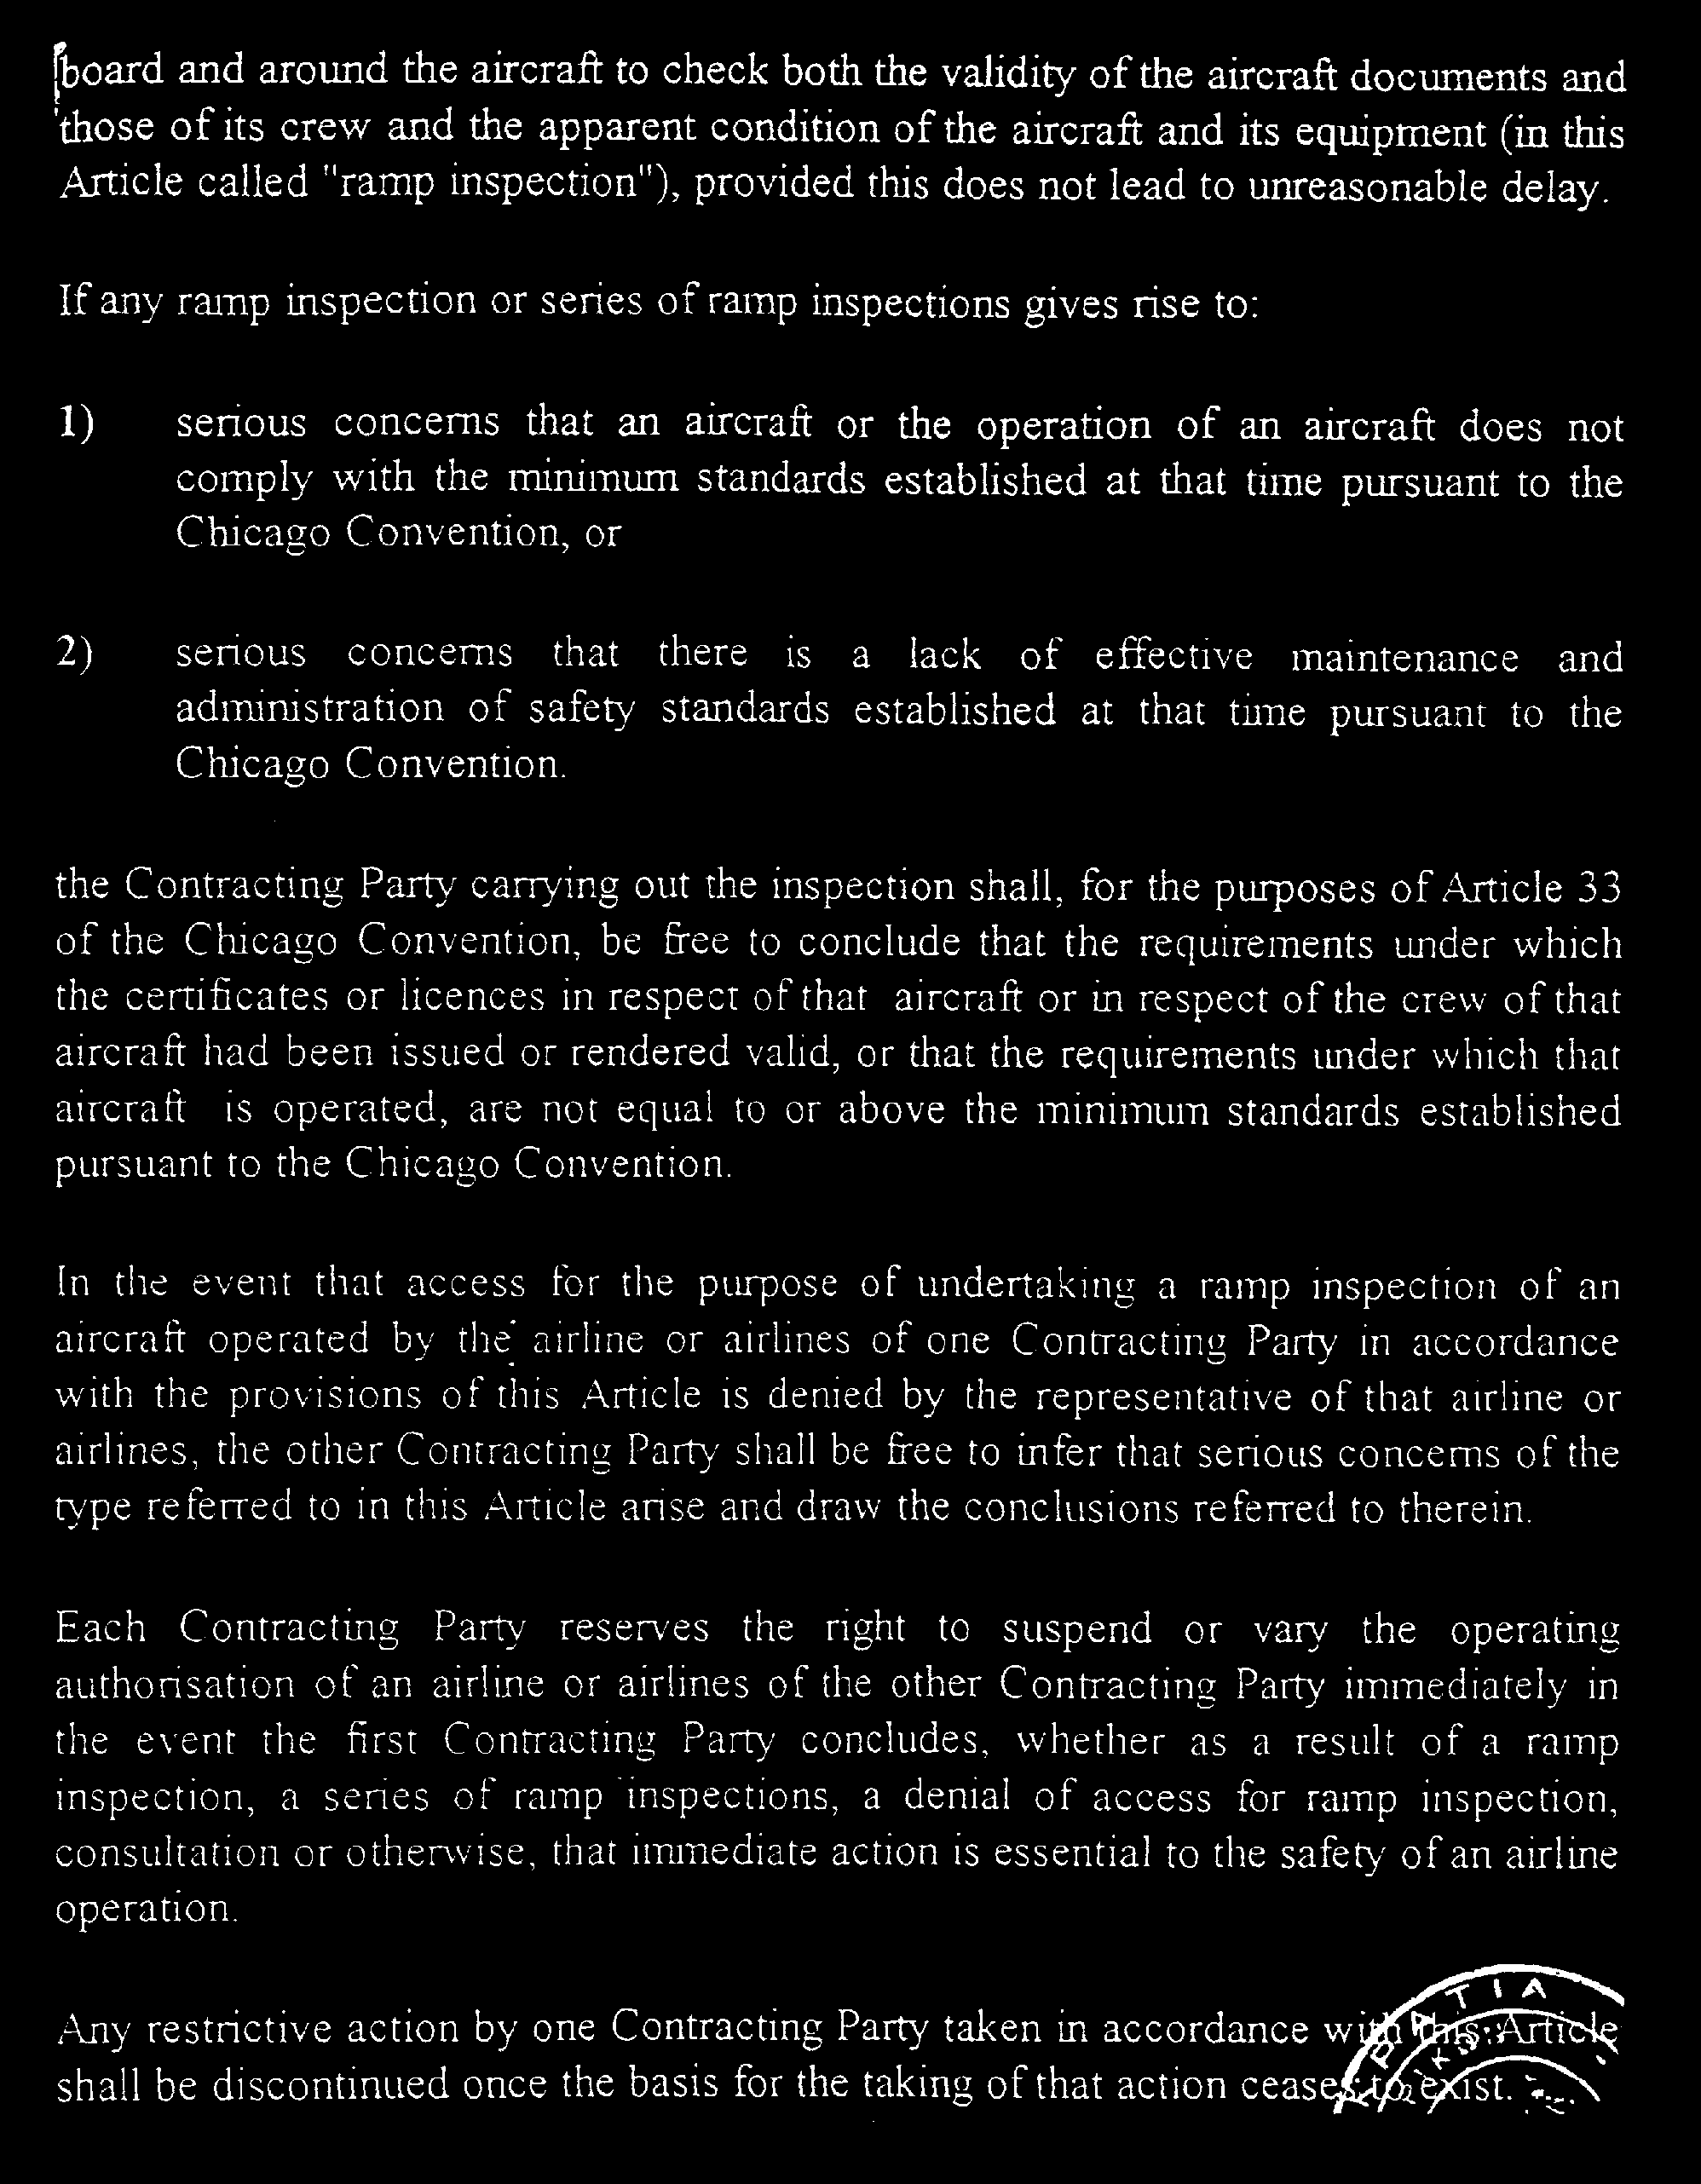 board and around the aircraft to check both the validity of the aircraft documents and
those of its crew and the apparent condition of the aircraft and its equipment (in this
Article called "ramp inspection"), provided this does not lead to unreasonable delay.
If any ramp inspection or series of ramp inspections gives rise to:
1) serious concerns that an aircraft or the operation of an aircraft does not
comply with the minimum standards established at that time pursuant to the
Chicago Convention, or
2) serious concerns that there is a lack of effective maintenance and
administration of safety standards established at that time pursuant to the
Chicago Convention.
the Contracting Party carrying out the inspection shall, for the purposes of Article 33
of the Chicago Convention, be free to conclude that the requirements under which
the certificates or licences in respect of that aircraft or in respect of the crew of that
aircraft had been issued or rendered valid, or that the requirements under which that
aircraft is operated, are not equal to or above the minimum standards established
pursuant to the Chicago Convention.
In the event that access for the purpose of undertaking a ramp inspection of an
aircraft operated by the airline or airlines of one Contracting Party in accordance
with the provisions of this Article is denied by the representative of that airline or
airlines, the other Contracting Party shall be free to infer that serious concerns of the
type referred to in this Article arise and draw the conclusions referred to therein.
Each Contracting Party reserves the right to suspend or vary the operating
authorisation of an airline or airlines of the other Contracting Party immediately in
the event the first Contracting Party concludes, whether as a result of a ramp
inspection, a series of ramp inspections, a denial of access for ramp inspection,
consultation or otherwise, that immediate action is essential to the safety of an airline
operation.
Any restrictive action by one Contracting Party taken in accordance with this Article
shall be discontinued once the basis for the taking of that action ceases to exist.